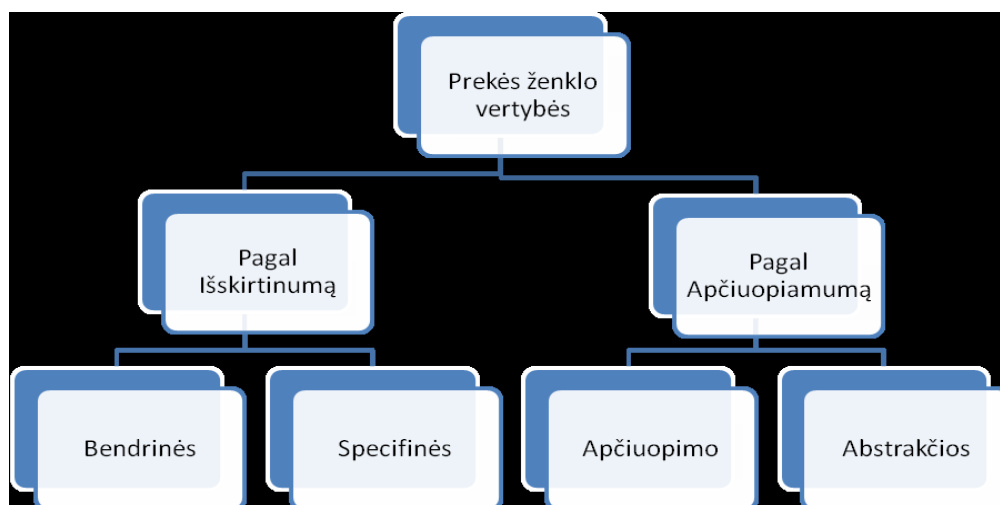 Prekės ženklo
vertybės
Pagal
Išskirtinumą
Pagal
Apčiuopiamumą
Bendrinės
Specifinės
Apčiuopimo
Abstrakčios